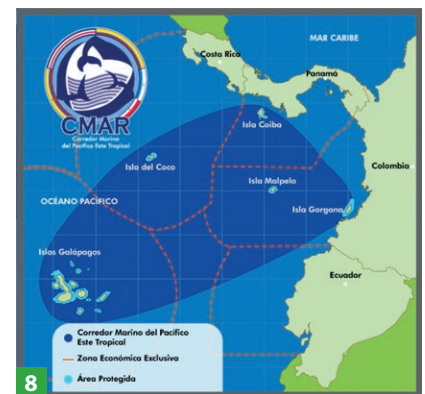 MAR CARIBE
Costa Rica
Panamá
CMAR
Corredor Marino
del Pacífico Este Tropical
Isla Coiba
Isla del Coco
Colombia
Isla Malpelo
OCÉANO PACÍFICO
Isla Gorgona
Islas Galápagos
Ecuador
Corredor Marino del Pacífico
Este Tropical
Zona Económica Exclusiva
Área Protegida
8